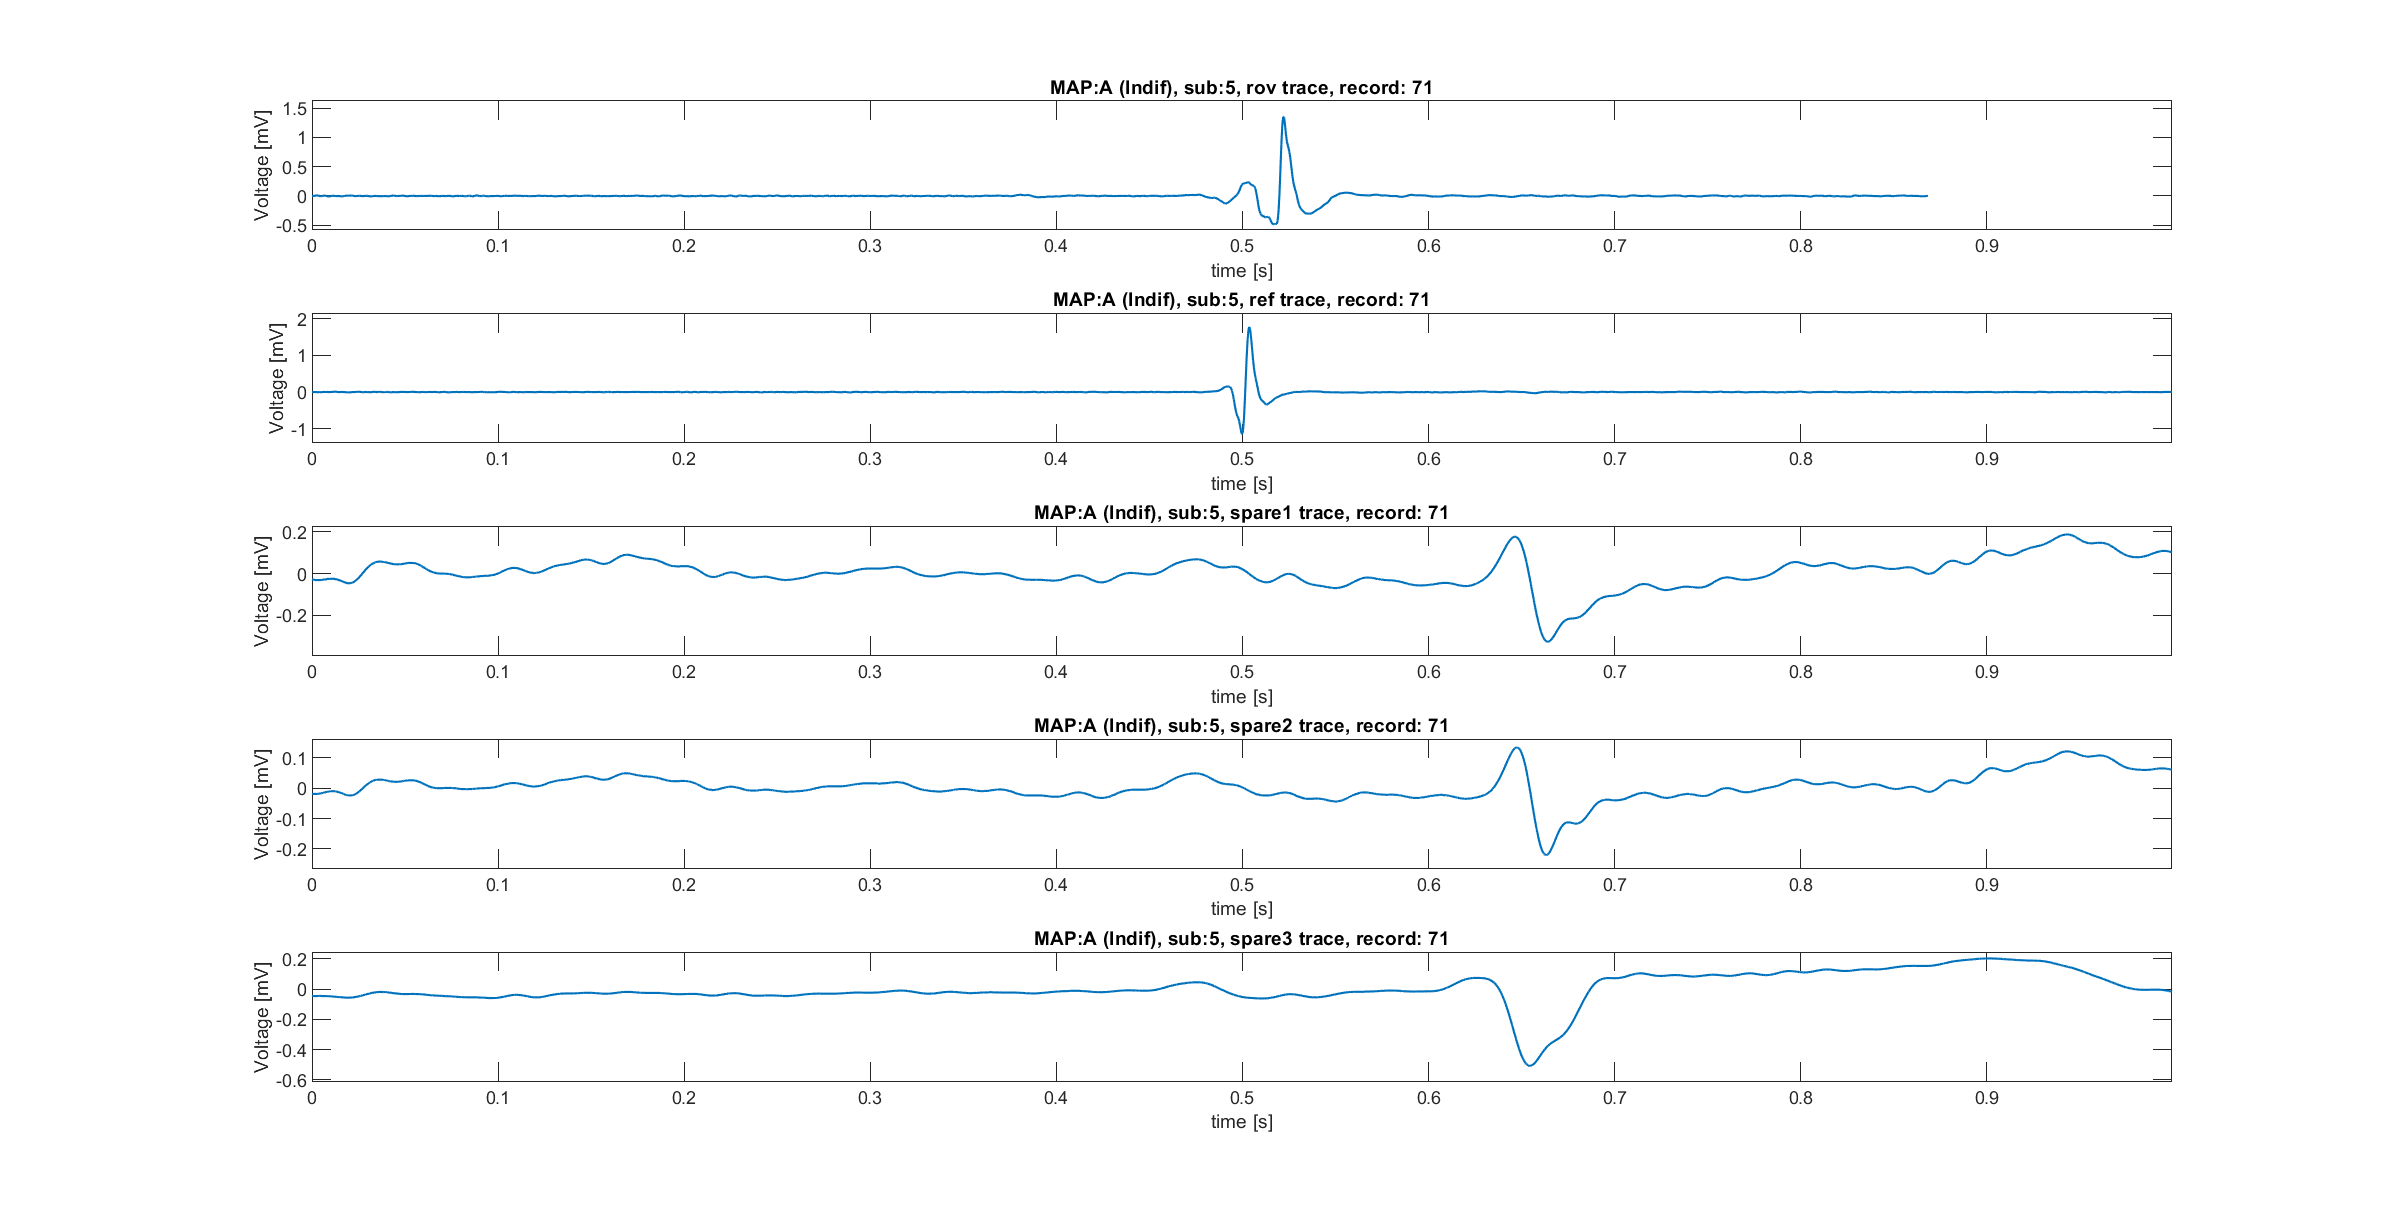 MAP:A (Indif), sub:5, rov trace, record: 71
Voltage [mV]
1.5
1
0.5
0
-0.5
0 0.1 0.2 0.3 0.4 0.5 0.6 0.7 0.8 0.9
time [s]
MAP:A (Indif), sub:5, ref trace, record: 71
Voltage [mV]
2
1
0
-1
0 0.1 0.2 0.3 0.4 0.5 0.6 0.7 0.8 0.9
time [s]
MAP:A (Indif), sub:5, spare1 trace, record: 71
Voltage [mV]
0.2
0
-0.2
0 0.1 0.2 0.3 0.4 0.5 0.6 0.7 0.8 0.9
time [s]
MAP:A (Indif), sub:5, spare2 trace, record: 71
Voltage [mV]
0.1
0
-0.1
-0.2
0 0.1 0.2 0.3 0.4 0.5 0.6 0.7 0.8 0.9
time [s]
MAP:A (Indif), sub:5, spare3 trace, record: 71
Voltage [mV]
0.2
0
-0.2
-0.4
-0.6
0 0.1 0.2 0.3 0.4 0.5 0.6 0.7 0.8 0.9
time [s]